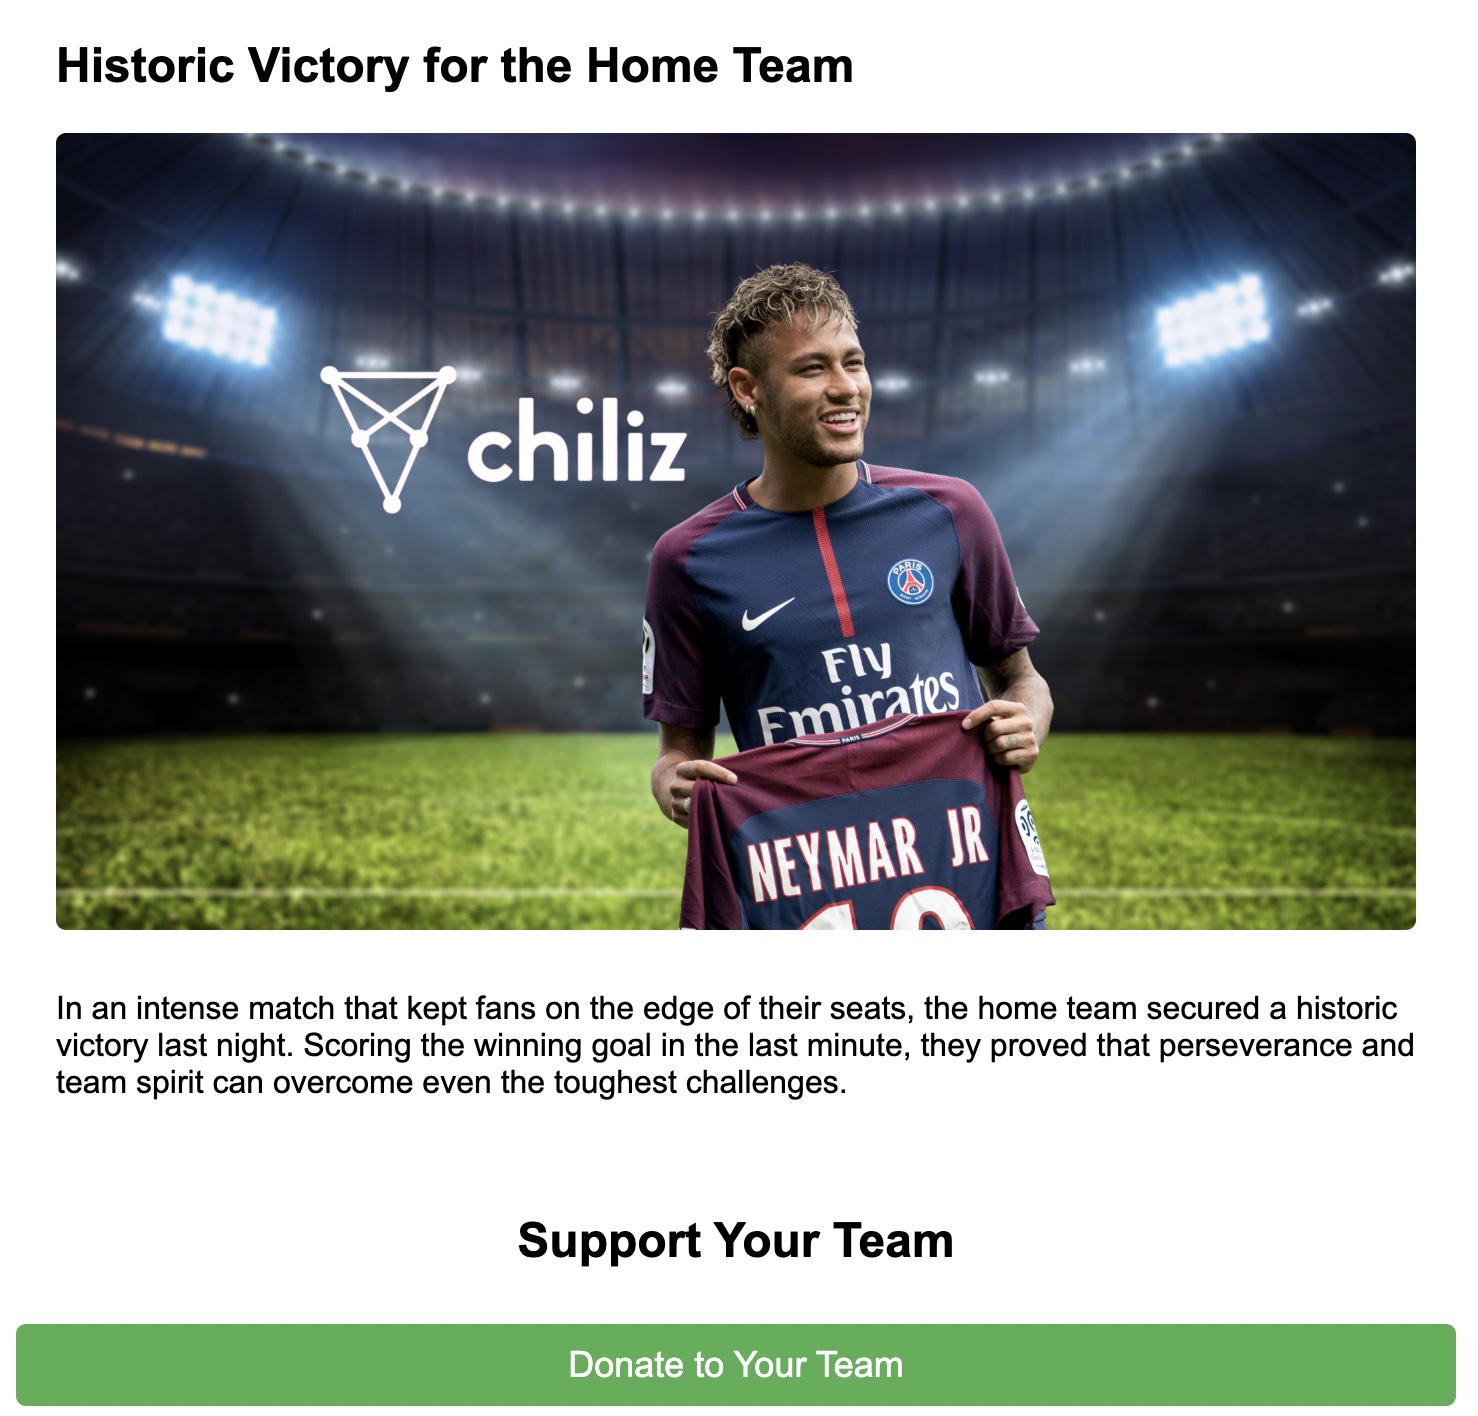 Historic Victory for the Home Team
chiliz
PARIS
Fly
Emirates
PARIS
NEYMAR JR
10
In an intense match that kept fans on the edge of their seats, the home team secured a historic
victory last night. Scoring the winning goal in the last minute, they proved that perseverance and
team spirit can overcome even the toughest challenges.
Support Your Team
Donate to Your Team